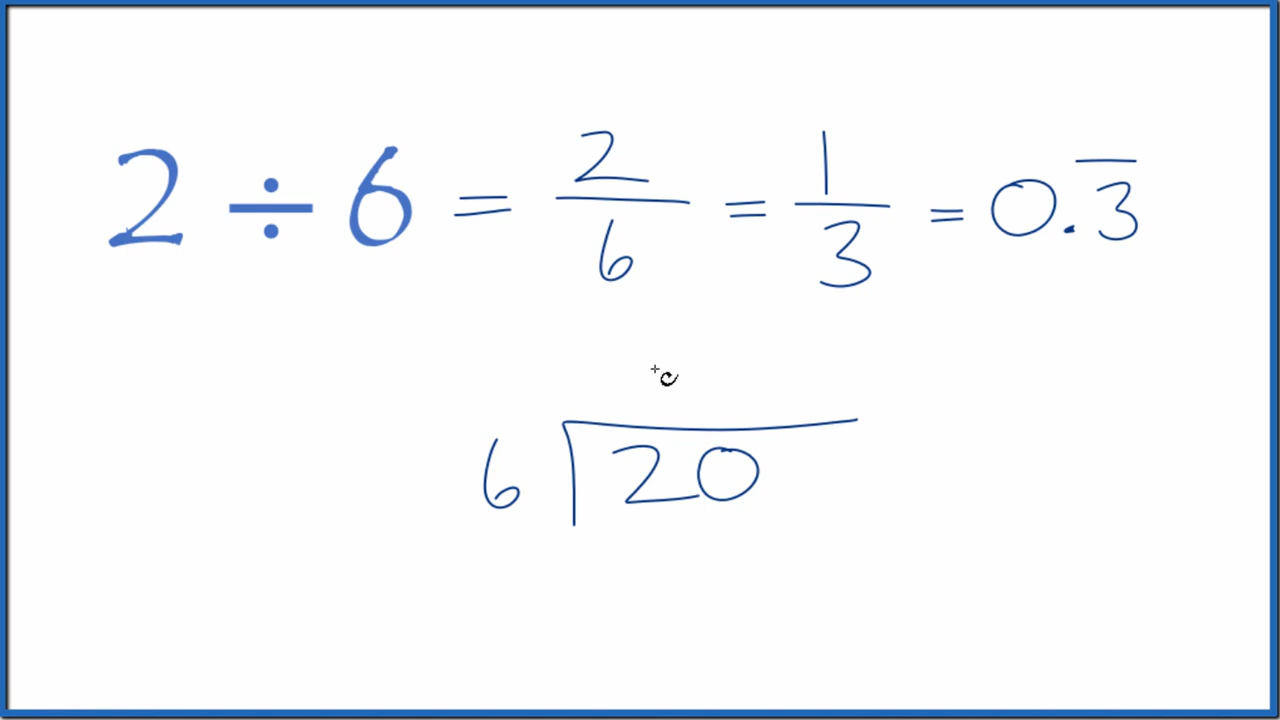 2 ÷ 6 = 2/6 = 1/3 = 0.3̅
6 ⟌20